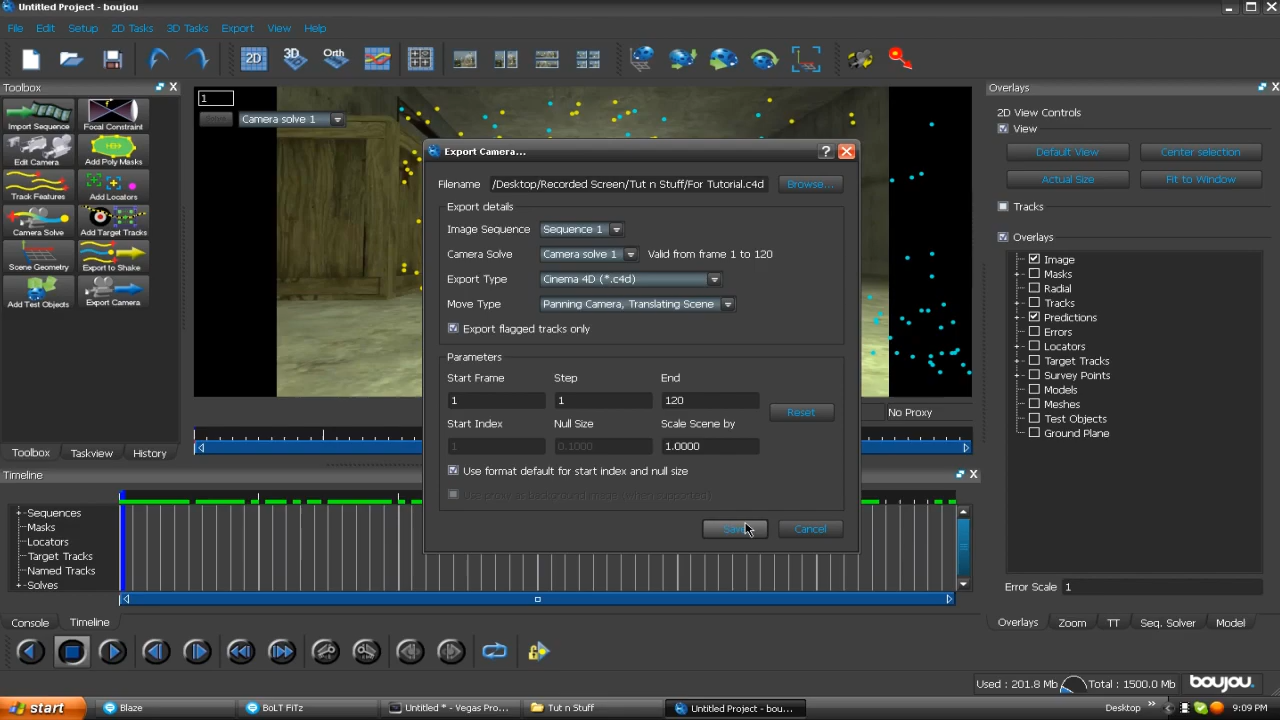 Untitled Project - boujou
File Edit Setup 2D Tasks 3D Tasks Export View Help
2D 3D Orth
Toolbox
Import Sequence Focal Constraint
Edit Camera Add Poly Masks
Track Features Add Locators
Camera Solve Add Target Tracks
Scene Geometry Export to Shake
Add Test Objects Export Camera
Toolbox Taskview History
1
Camera solve 1
Export Camera...
Filename /Desktop/Recorded Screen/Tut n Stuff/For Tutorial.c4d Browse...
Export details
Image Sequence Sequence 1
Camera Solve Camera solve 1 Valid from frame 1 to 120
Export Type Cinema 4D (*.c4d)
Move Type Panning Camera, Translating Scene
Export flagged tracks only
Parameters
Start Frame Step End
1 1 120 Reset
Start Index Null Size Scale Scene by
1 0.1000 1.0000
Use format default for start index and null size
Save Cancel
No Proxy
Overlays
2D View Controls
View
Default View Center selection
Actual Size Fit to Window
Tracks
Overlays
Image
Masks
Radial
Tracks
Predictions
Errors
Locators
Target Tracks
Survey Points
Models
Meshes
Test Objects
Ground Plane
Error Scale 1
Overlays Zoom TT Seq. Solver Model
Timeline
Sequences
Masks
Locators
Target Tracks
Named Tracks
Solves
Console Timeline
Used : 201.8 Mb Total : 1500.0 Mb boujou.
start Blaze BoLT FiTz Untitled * - Vegas Pro... Tut n Stuff Untitled Project - bou... Desktop 9:09 PM